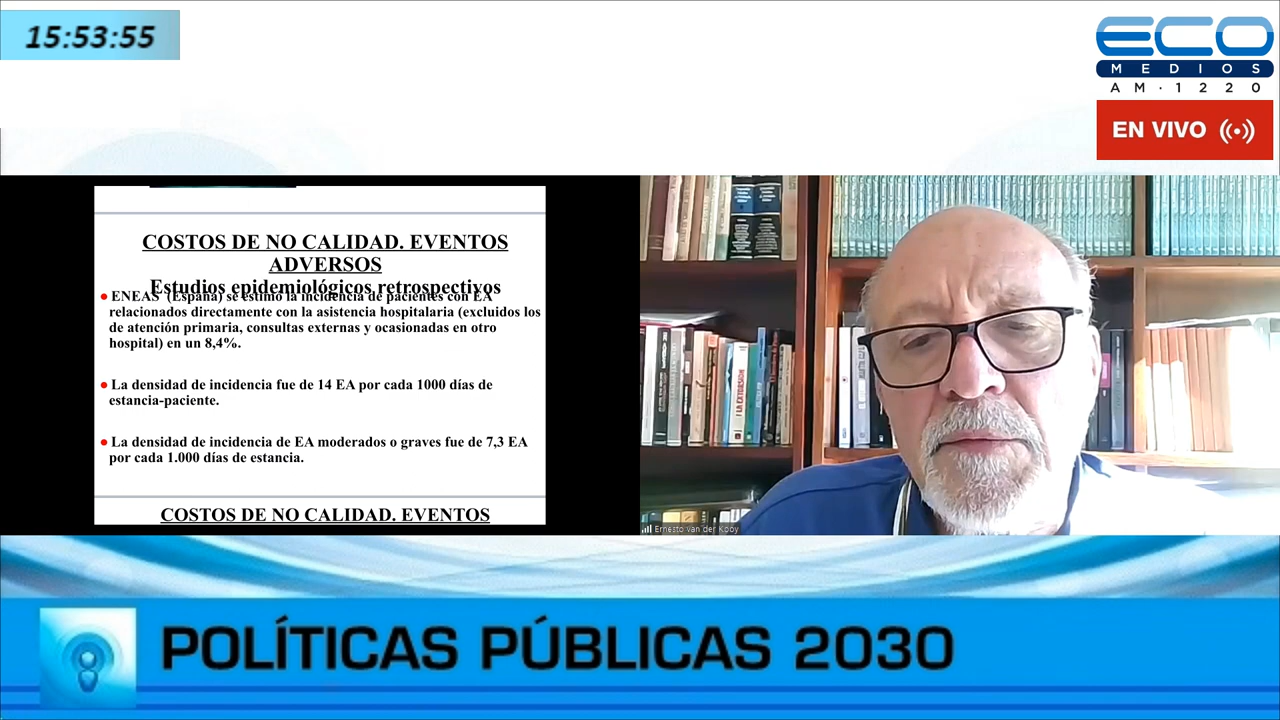 15:53:55
ECO
MEDIOS
AM·1220
EN VIVO
COSTOS DE NO CALIDAD. EVENTOS
ADVERSOS
Estudios epidemiológicos retrospectivos
ENEAS (España) se estimó la incidencia de pacientes con EA
relacionados directamente con la asistencia hospitalaria (excluidos los
de atención primaria, consultas externas y ocasionadas en otro
hospital) en un 8,4%.
La densidad de incidencia fue de 14 EA por cada 1000 días de
estancia-paciente.
La densidad de incidencia de EA moderados o graves fue de 7,3 EA
por cada 1.000 días de estancia.
COSTOS DE NO CALIDAD. EVENTOS
Ernesto van der Kooy
POLÍTICAS PÚBLICAS 2030